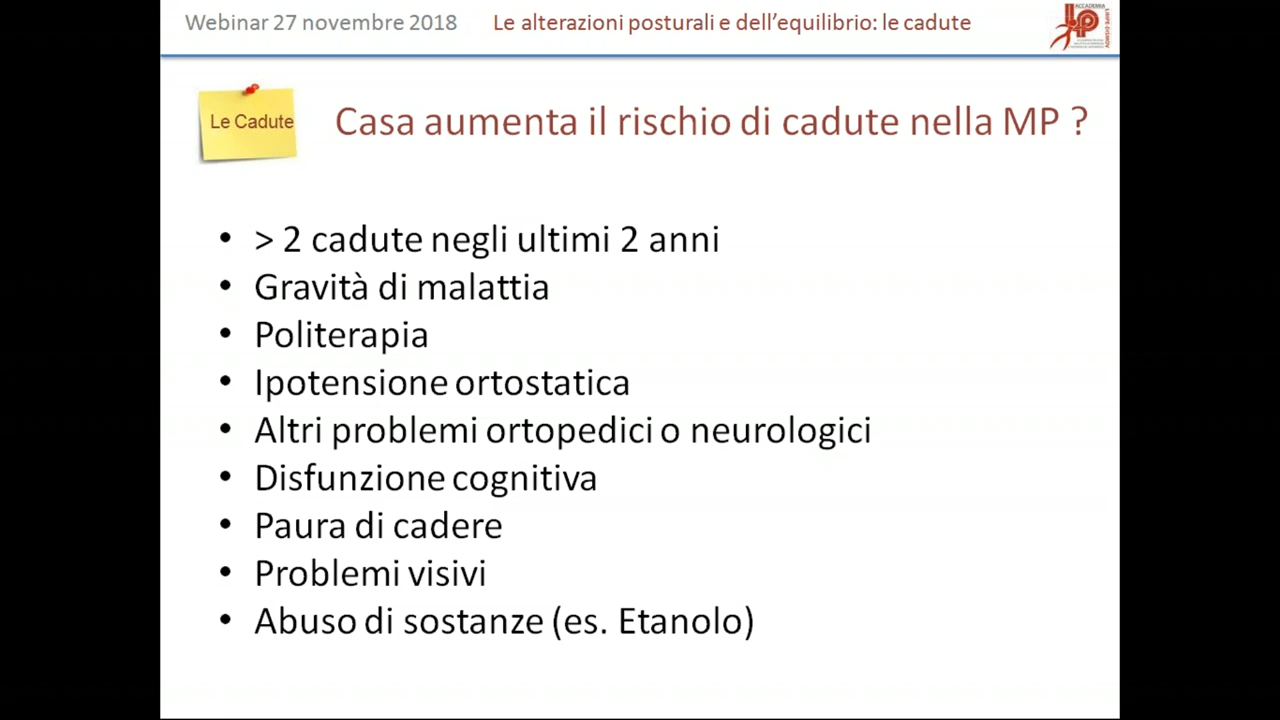 Webinar 27 novembre 2018 Le alterazioni posturali e dell’equilibrio: le cadute
Le Cadute
Casa aumenta il rischio di cadute nella MP ?
• > 2 cadute negli ultimi 2 anni
• Gravità di malattia
• Politerapia
• Ipotensione ortostatica
• Altri problemi ortopedici o neurologici
• Disfunzione cognitiva
• Paura di cadere
• Problemi visivi
• Abuso di sostanze (es. Etanolo)